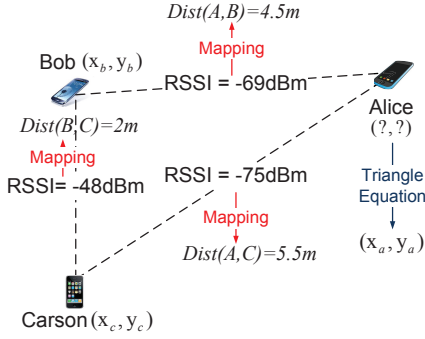 Dist(A,B)=4.5m
Mapping
Bob (x_b, y_b)
RSSI = -69dBm
Alice
(?,?)
Dist(B,C)=2m
Mapping
RSSI= -48dBm
RSSI = -75dBm
Triangle
Equation
Mapping
(x_a, y_a)
Dist(A,C)=5.5m
Carson (x_c, y_c)